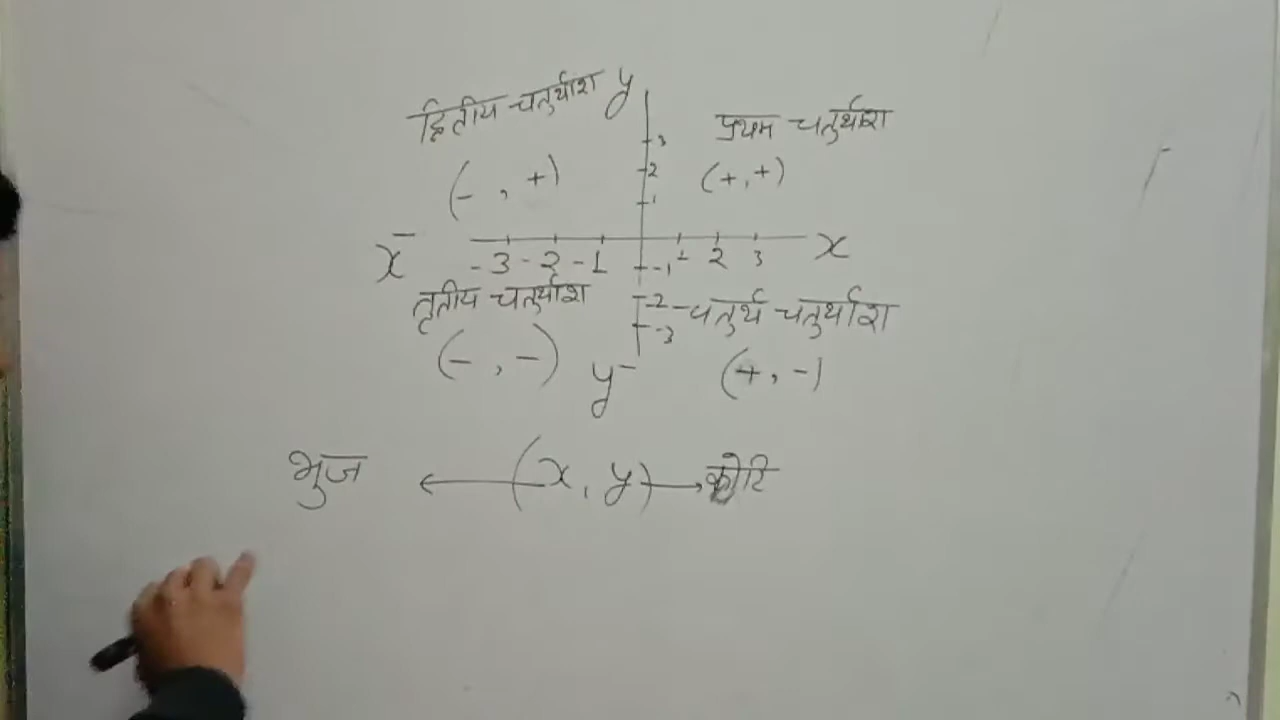 द्वितीय चतुर्थाश y प्रथम चतुर्थाश
3
(- , +) 2 (+,+)
1
x̄ -3 -2 -1 1 2 3 x
-1
तृतीय चतुर्थाश -2 चतुर्थ चतुर्थाश
-3
(- , -) y⁻ (+, -)
भुज ← (x, y) → कोटि